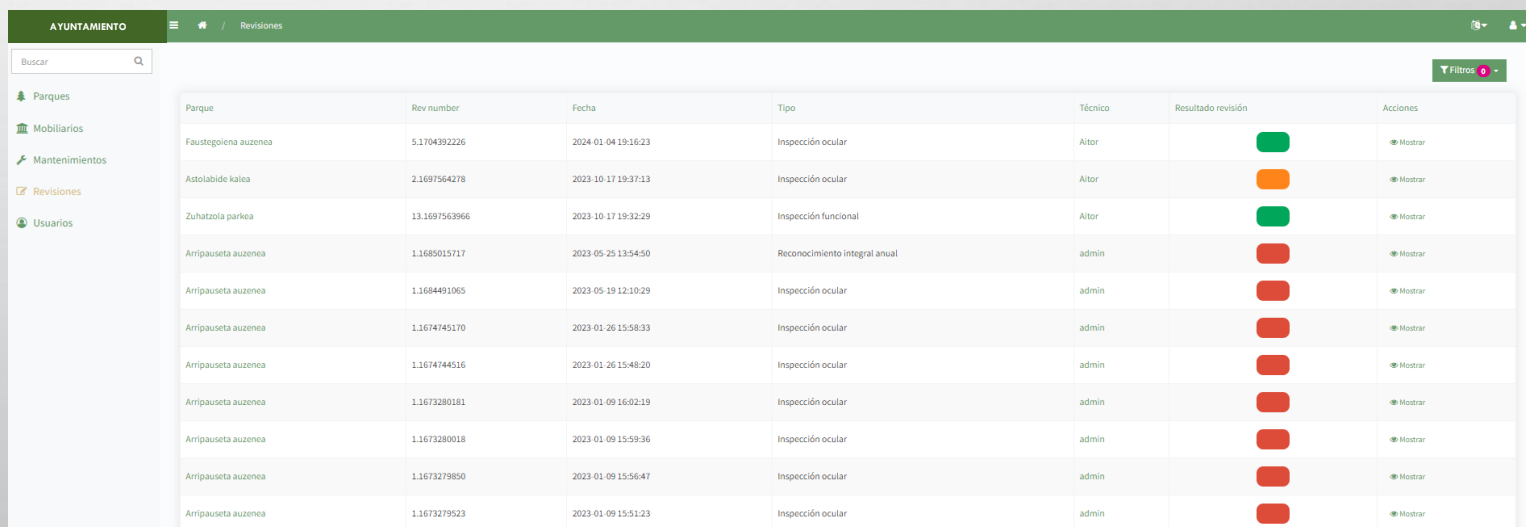 AYUNTAMIENTO / Revisiones
Buscar
Filtros 0
Parques
Mobiliarios
Mantenimientos
Revisiones
Usuarios
Parque Rev number Fecha Tipo Técnico Resultado revisión Acciones
Faustegoiena auzenea 5.1704392226 2024-01-04 19:16:23 Inspección ocular Aitor Mostrar
Astolabide kalea 2.1697564278 2023-10-17 19:37:13 Inspección ocular Aitor Mostrar
Zuhatzola parkea 13.1697563966 2023-10-17 19:32:29 Inspección funcional Aitor Mostrar
Arripauseta auzenea 1.1685015717 2023-05-25 13:54:50 Reconocimiento integral anual admin Mostrar
Arripauseta auzenea 1.1684491065 2023-05-19 12:10:29 Inspección ocular admin Mostrar
Arripauseta auzenea 1.1674745170 2023-01-26 15:58:33 Inspección ocular admin Mostrar
Arripauseta auzenea 1.1674744516 2023-01-26 15:48:20 Inspección ocular admin Mostrar
Arripauseta auzenea 1.1673280181 2023-01-09 16:02:19 Inspección ocular admin Mostrar
Arripauseta auzenea 1.1673280018 2023-01-09 15:59:36 Inspección ocular admin Mostrar
Arripauseta auzenea 1.1673279850 2023-01-09 15:56:47 Inspección ocular admin Mostrar
Arripauseta auzenea 1.1673279523 2023-01-09 15:51:23 Inspección ocular admin Mostrar